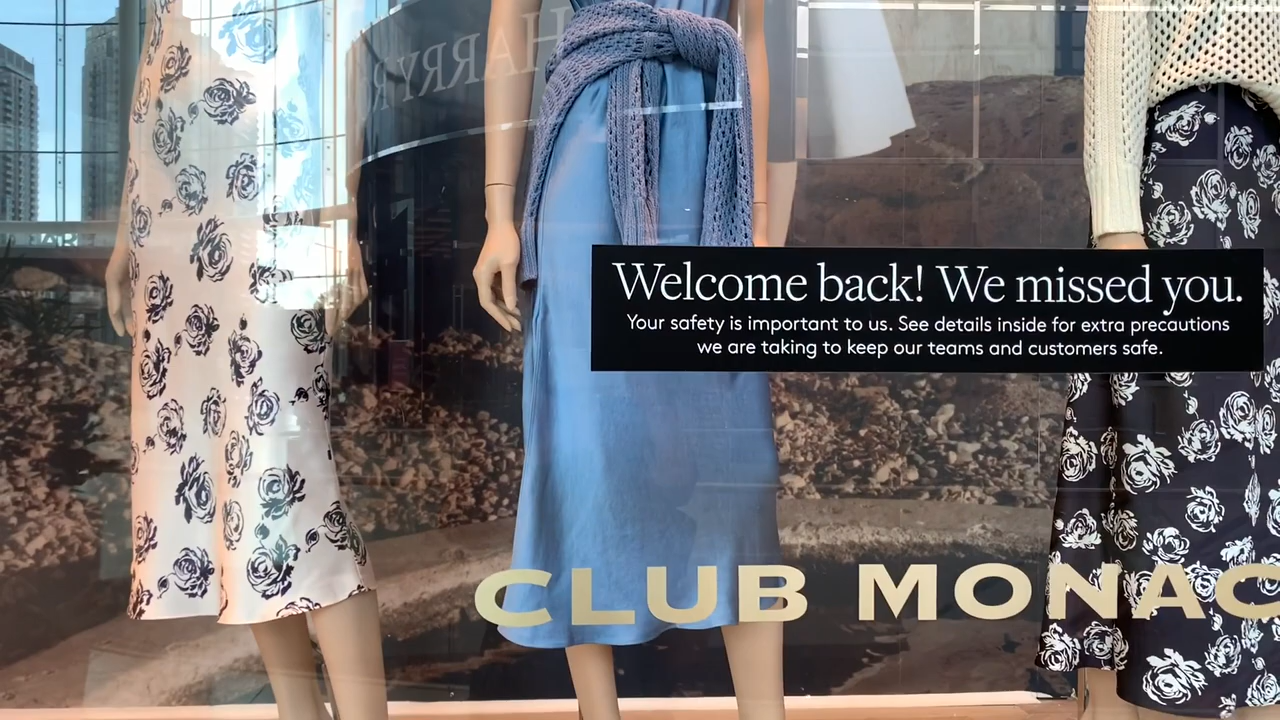 HARRY
Welcome back! We missed you.
Your safety is important to us. See details inside for extra precautions
we are taking to keep our teams and customers safe.
CLUB MONAC